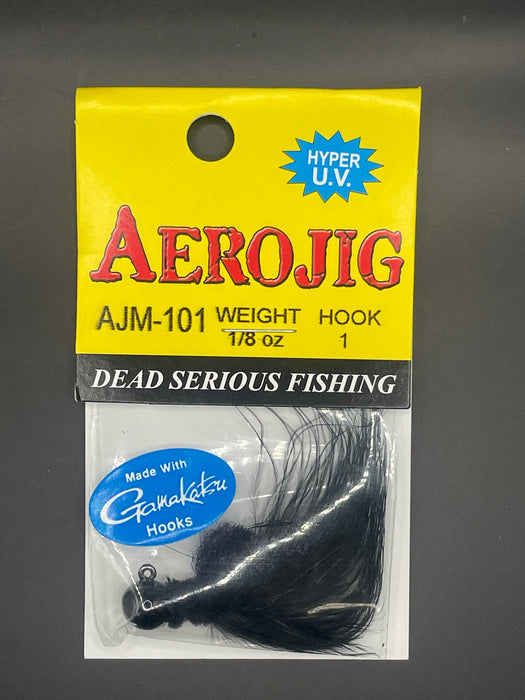 HYPER
U.V.
AEROJIG
AJM-101 WEIGHT HOOK
1/8 oz 1
DEAD SERIOUS FISHING
Made With
Gamakatsu
Hooks